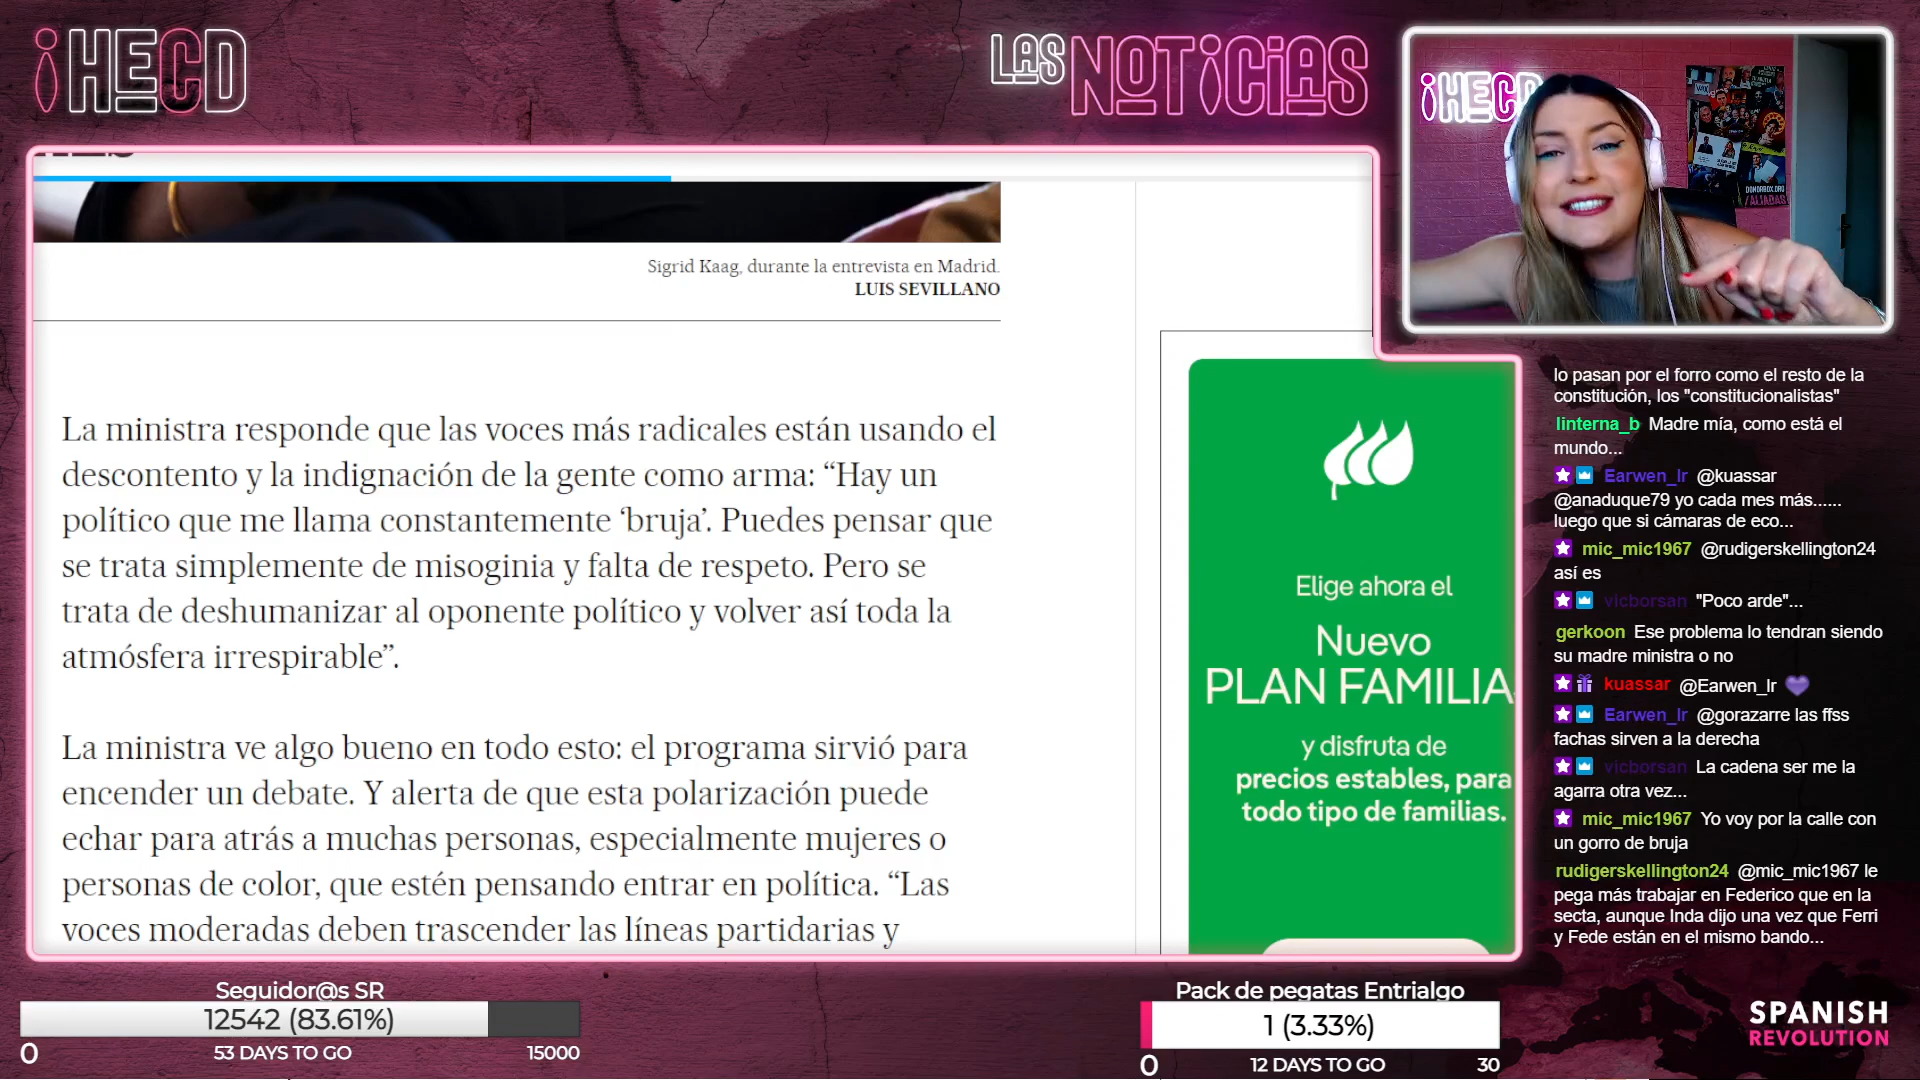 ¡HECD
LAS NOTICIAS
¡HECD
DONORBOX.ORG
/ALIADAS
Sigrid Kaag, durante la entrevista en Madrid.
LUIS SEVILLANO
La ministra responde que las voces más radicales están usando el
descontento y la indignación de la gente como arma: “Hay un
político que me llama constantemente ‘bruja’. Puedes pensar que
se trata simplemente de misoginia y falta de respeto. Pero se
trata de deshumanizar al oponente político y volver así toda la
atmósfera irrespirable”.
La ministra ve algo bueno en todo esto: el programa sirvió para
encender un debate. Y alerta de que esta polarización puede
echar para atrás a muchas personas, especialmente mujeres o
personas de color, que estén pensando entrar en política. “Las
voces moderadas deben trascender las líneas partidarias y
Elige ahora el
Nuevo
PLAN FAMILIA
y disfruta de
precios estables, para
todo tipo de familias.
lo pasan por el forro como el resto de la
constitución, los "constitucionalistas"
linterna_b Madre mía, como está el
mundo...
Earwen_lr @kuassar
@anaduque79 yo cada mes más......
luego que si cámaras de eco...
mic_mic1967 @rudigerskellington24
así es
vicborsan "Poco arde"...
gerkoon Ese problema lo tendran siendo
su madre ministra o no
kuassar @Earwen_lr
Earwen_lr @gorazarre las ffss
fachas sirven a la derecha
vicborsan La cadena ser me la
agarra otra vez...
mic_mic1967 Yo voy por la calle con
un gorro de bruja
rudigerskellington24 @mic_mic1967 le
pega más trabajar en Federico que en la
secta, aunque Inda dijo una vez que Ferri
y Fede están en el mismo bando...
Seguidor@s SR
12542 (83.61%)
0 53 DAYS TO GO 15000
Pack de pegatas Entrialgo
1 (3.33%)
0 12 DAYS TO GO 30
SPANISH
REVOLUTION